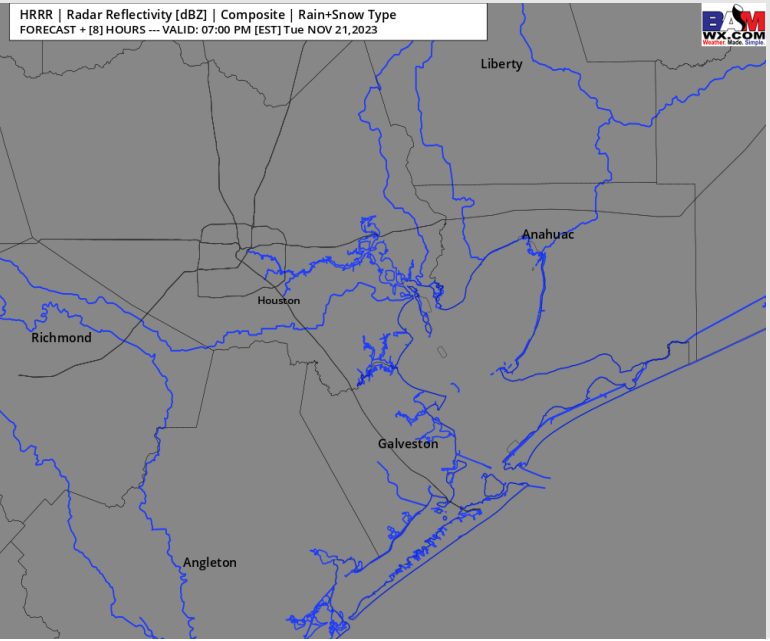 HRRR | Radar Reflectivity [dBZ] | Composite | Rain+Snow Type
FORECAST + [8] HOURS --- VALID: 07:00 PM [EST] Tue NOV 21,2023
BAM
WX.COM
Weather. Made. Simple.
Liberty
Anahuac
Houston
Richmond
Galveston
Angleton